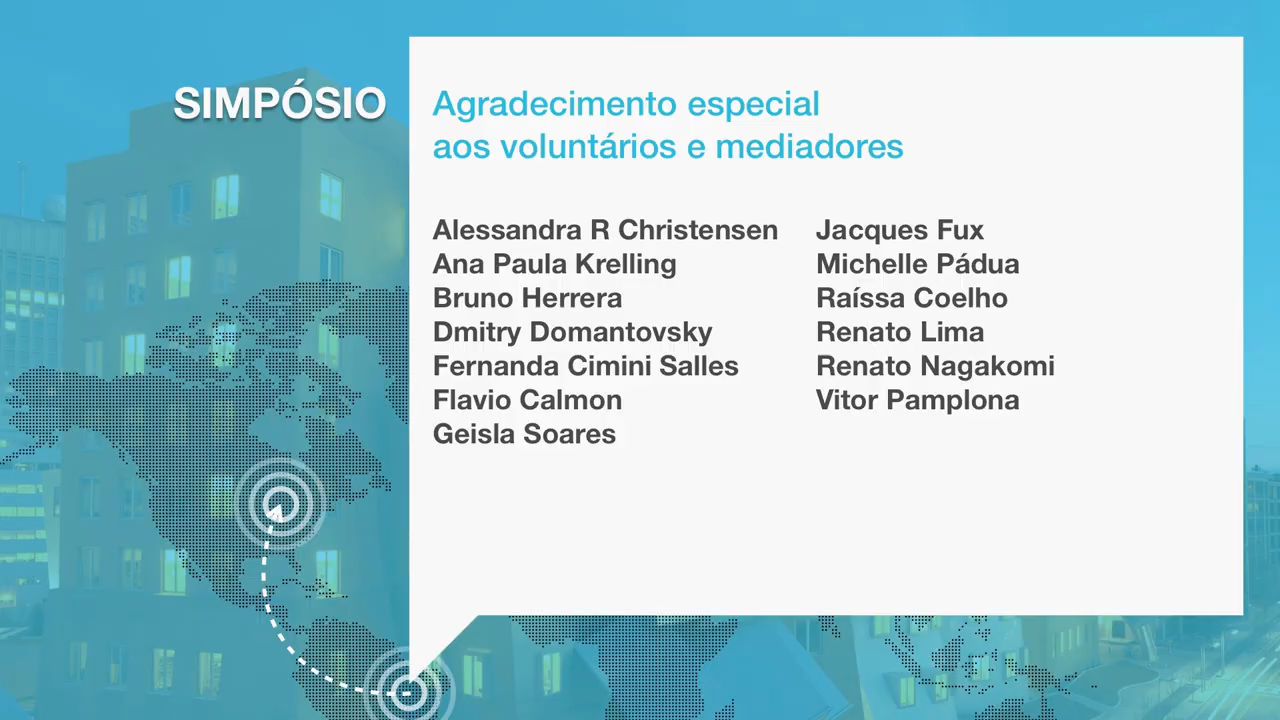 SIMPÓSIO
Agradecimento especial
aos voluntários e mediadores
Alessandra R Christensen
Ana Paula Krelling
Bruno Herrera
Dmitry Domantovsky
Fernanda Cimini Salles
Flavio Calmon
Geisla Soares
Jacques Fux
Michelle Pádua
Raíssa Coelho
Renato Lima
Renato Nagakomi
Vitor Pamplona